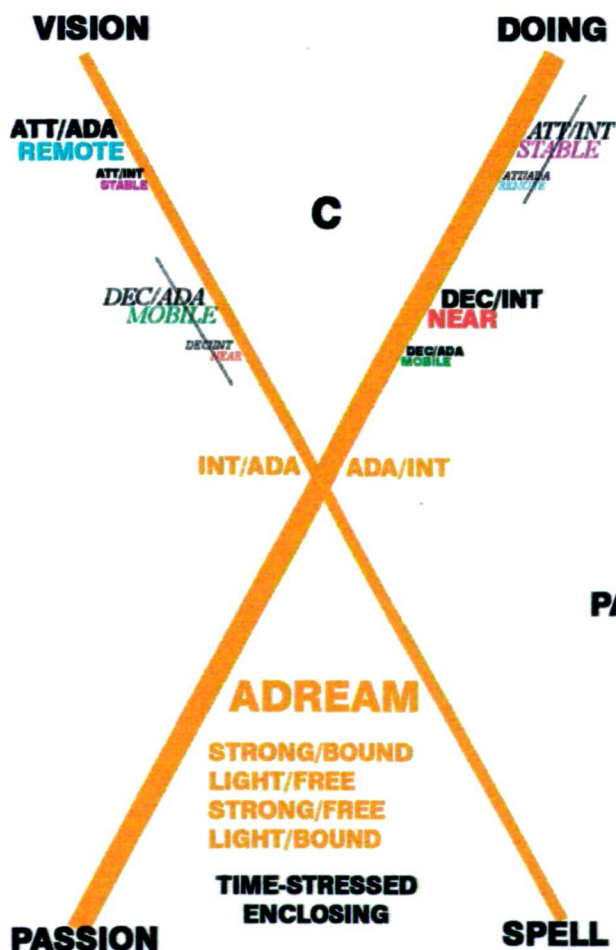 VISION
DOING
ATT/ADA
REMOTE
ATT/INT
STABLE
ATT/INT
STABLE
ATT/ADA
REMOTE
C
DEC/ADA
MOBILE
DEC/INT
NEAR
DEC/INT
NEAR
DEC/ADA
MOBILE
INT/ADA
ADA/INT
PA
ADREAM
STRONG/BOUND
LIGHT/FREE
STRONG/FREE
LIGHT/BOUND
TIME-STRESSED
ENCLOSING
PASSION
SPELL